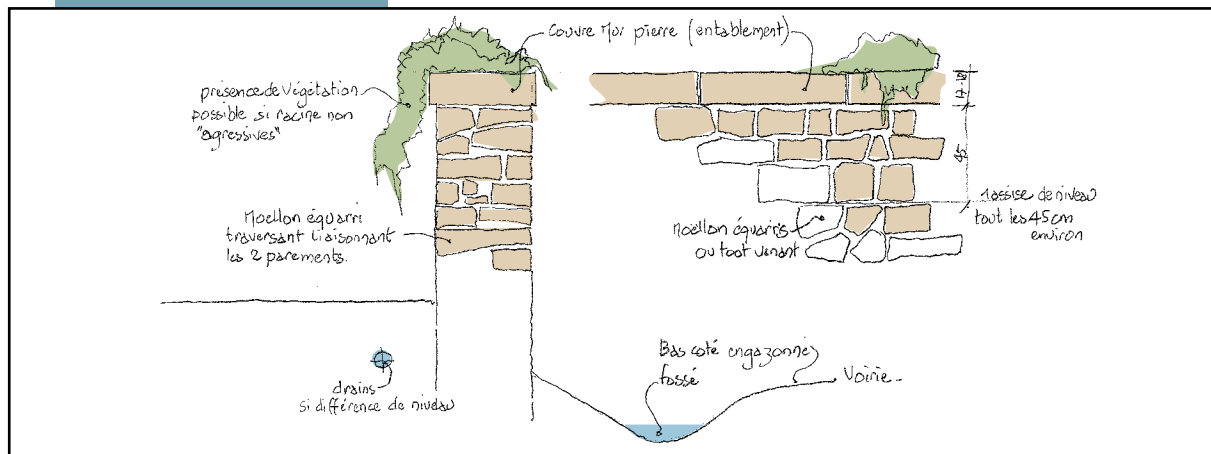 Couvre Mur pierre (entablement)
présence de végétation
possible si racine non
"agressives"
45
Moellon équarri
traversant liaisonnant
les 2 parements.
Moellon équarris
ou tout venant
1 assise de niveau
tout les 45 cm
environ
drains
si différence de niveau
Bas coté engazonné
fossé
Voirie